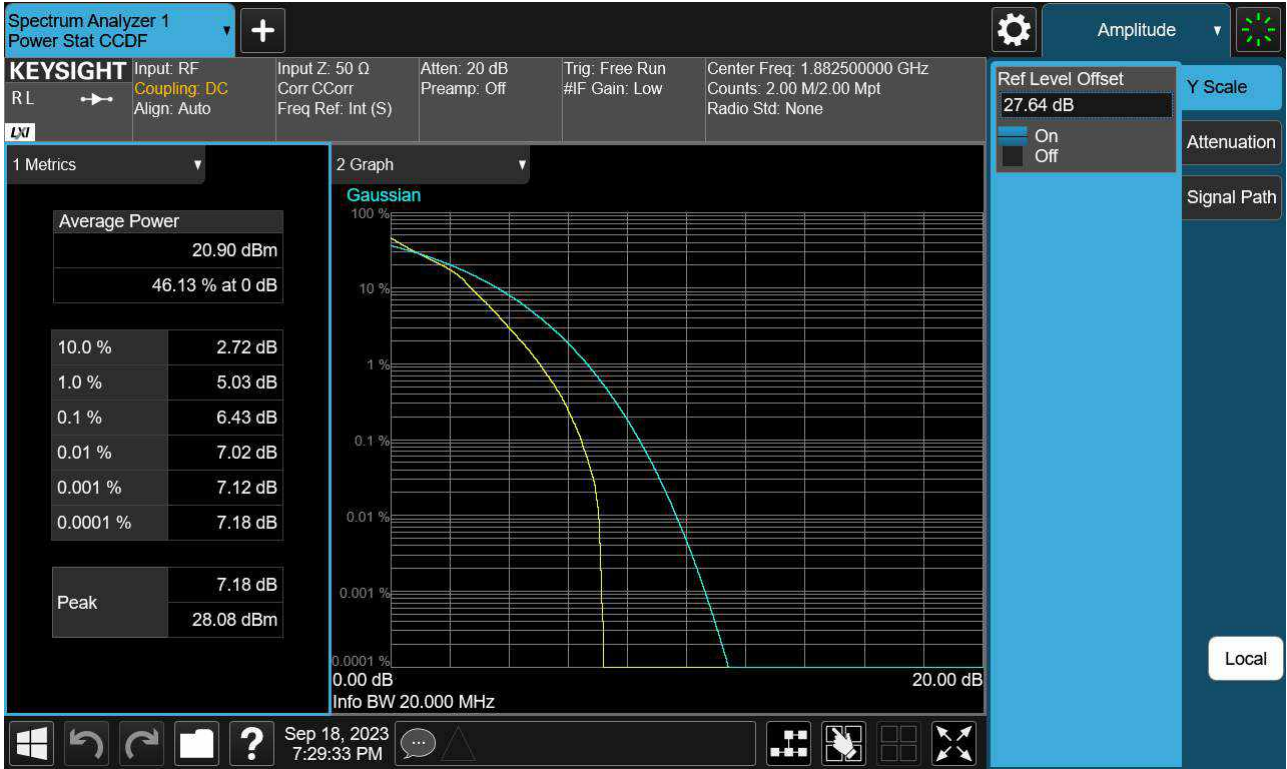 Spectrum Analyzer 1
Power Stat CCDF
Amplitude
KEYSIGHT
R L
LXI
Input: RF
Coupling: DC
Align: Auto
Input Z: 50 Ω
Corr CCorr
Freq Ref: Int (S)
Atten: 20 dB
Preamp: Off
Trig: Free Run
#IF Gain: Low
Center Freq: 1.882500000 GHz
Counts: 2.00 M/2.00 Mpt
Radio Std: None
Ref Level Offset
27.64 dB
On
Off
Y Scale
Attenuation
Signal Path
Local
1 Metrics
Average Power
20.90 dBm
46.13 % at 0 dB
10.0 % 2.72 dB
1.0 % 5.03 dB
0.1 % 6.43 dB
0.01 % 7.02 dB
0.001 % 7.12 dB
0.0001 % 7.18 dB
Peak
7.18 dB
28.08 dBm
2 Graph
Gaussian
100 %
10 %
1 %
0.1 %
0.01 %
0.001 %
0.0001 %
0.00 dB 20.00 dB
Info BW 20.000 MHz
?
Sep 18, 2023
7:29:33 PM